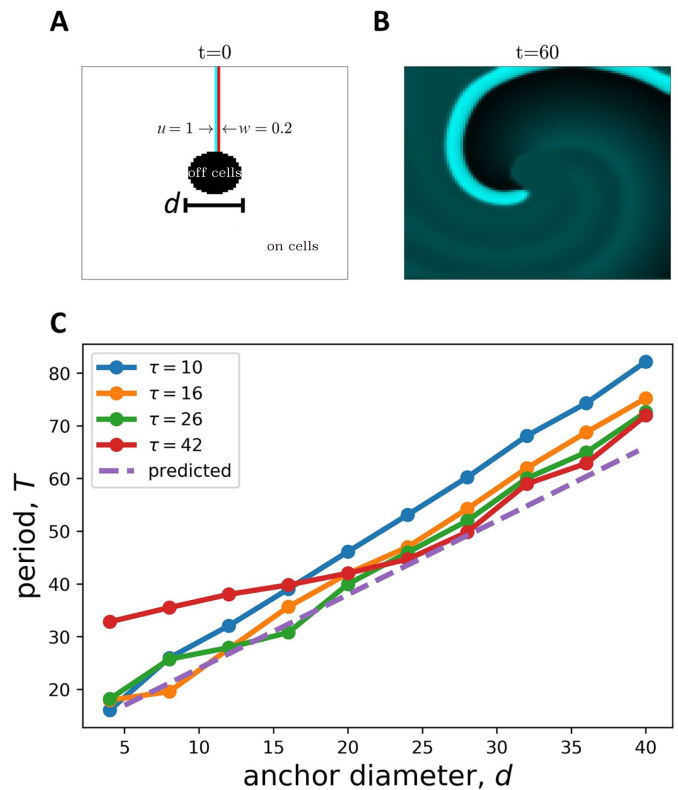 A
B
t=0
t=60
u = 1 → ← w = 0.2
off cells
d
on cells
C
τ = 10
τ = 16
τ = 26
τ = 42
predicted
period, T
80
70
60
50
40
30
20
5 10 15 20 25 30 35 40
anchor diameter, d